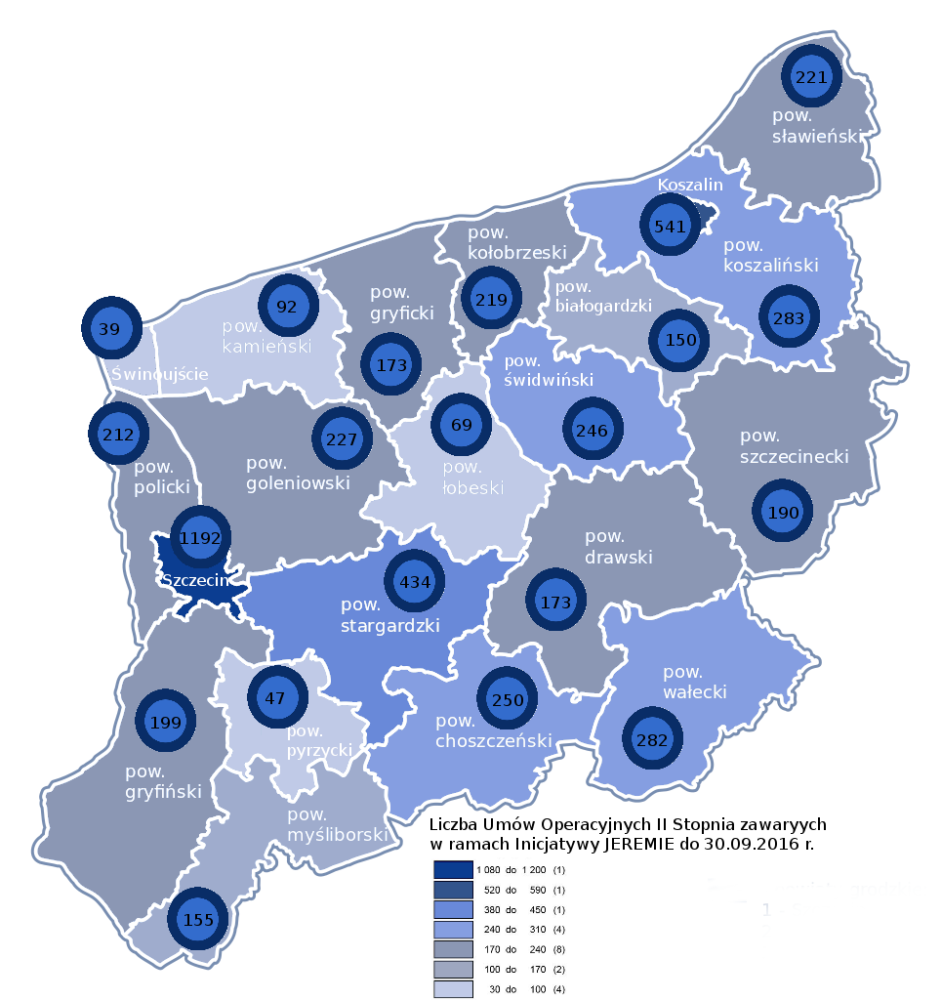 221
pow.
sławieński
Koszalin
541
pow.
koszaliński
283
pow.
kołobrzeski
219
pow.
białogardzki
150
92
pow.
kamieński
pow.
gryficki
173
39
Świnoujście
pow.
świdwiński
246
69
pow.
łobeski
212
pow.
policki
227
pow.
goleniowski
pow.
szczecinecki
190
1192
Szczecin
434
pow.
stargardzki
pow.
drawski
173
pow.
wałecki
282
47
pow.
pyrzycki
250
pow.
choszczeński
199
pow.
gryfiński
pow.
myśliborski
155
Liczba Umów Operacyjnych II Stopnia zawaryych
w ramach Inicjatywy JEREMIE do 30.09.2016 r.
1 080 do 1 200 (1)
520 do 590 (1)
380 do 450 (1)
240 do 310 (4)
170 do 240 (8)
100 do 170 (2)
30 do 100 (4)